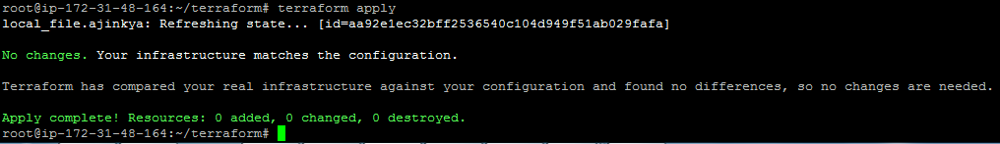 root@ip-172-31-48-164:~/terraform# terraform apply
local_file.ajinkya: Refreshing state... [id=aa92e1ec32bff2536540c104d949f51ab029fafa]
No changes. Your infrastructure matches the configuration.
Terraform has compared your real infrastructure against your configuration and found no differences, so no changes are needed.
Apply complete! Resources: 0 added, 0 changed, 0 destroyed.
root@ip-172-31-48-164:~/terraform#